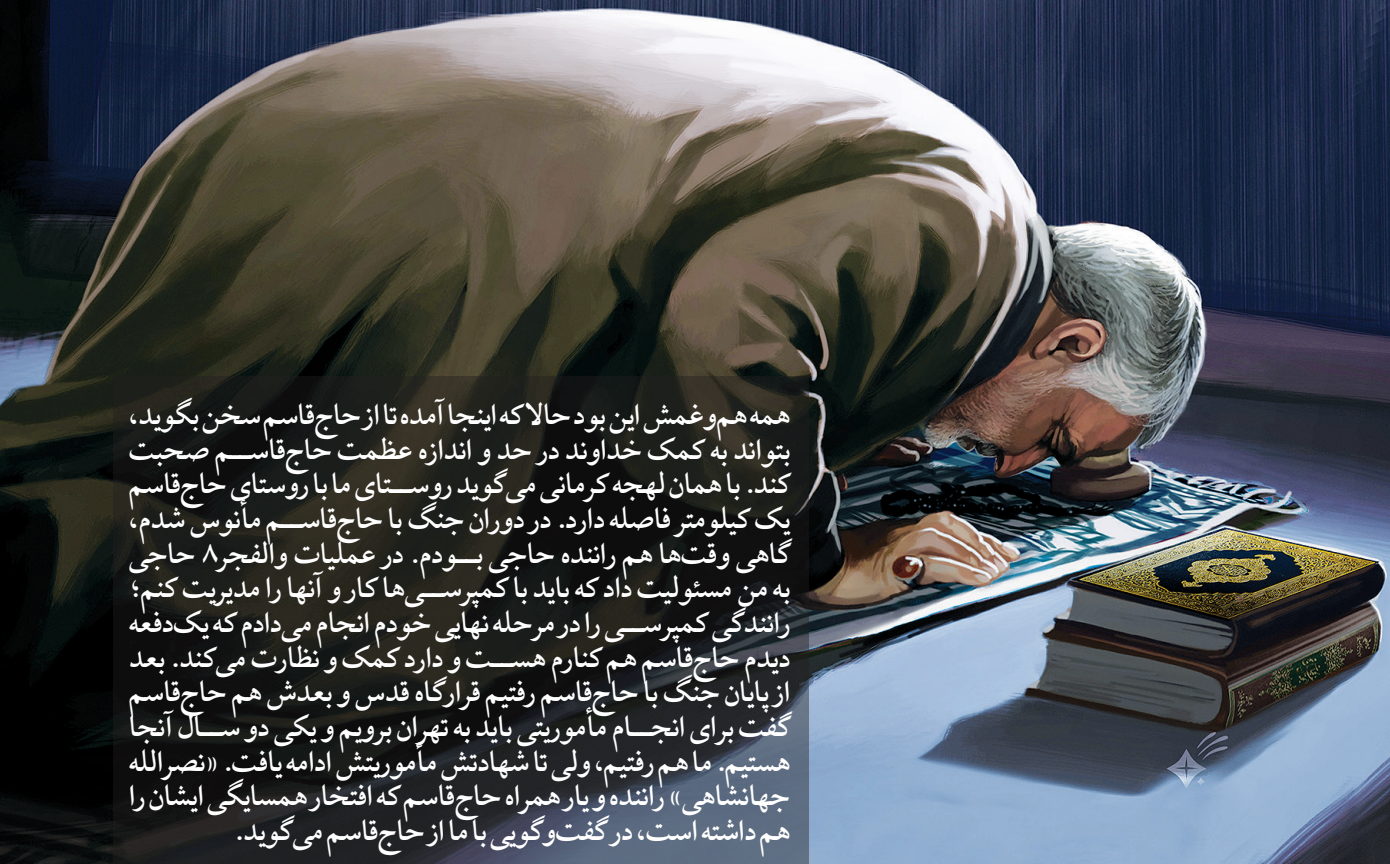 همه هم‌و‌غمش این بود حالا که اینجا آمده تا از حاج‌قاسم سخن بگوید،
بتواند به کمک خداوند در حد و اندازه عظمت حاج‌قاسم صحبت
کند. با همان لهجه کرمانی می‌گوید روستای ما با روستای حاج‌قاسم
یک کیلومتر فاصله دارد. در دوران جنگ با حاج‌قاسم مأنوس شدم،
گاهی وقت‌ها هم راننده حاجی بودم. در عملیات والفجر۸ حاجی
به من مسئولیت داد که باید با کمپرسی‌ها کار و آنها را مدیریت کنم؛
رانندگی کمپرسی را در مرحله نهایی خودم انجام می‌دادم که یک‌دفعه
دیدم حاج‌قاسم هم کنارم هست و دارد کمک و نظارت می‌کند. بعد
از پایان جنگ با حاج‌قاسم رفتیم قرارگاه قدس و بعدش هم حاج‌قاسم
گفت برای انجام مأموریتی باید به تهران برویم و یکی دو سال آنجا
هستیم. ما هم رفتیم، ولی تا شهادتش مأموریتش ادامه یافت. «نصرالله
جهانشاهی» راننده و یار همراه حاج‌قاسم که افتخار همسایگی ایشان را
هم داشته است، در گفت‌وگویی با ما از حاج‌قاسم می‌گوید.